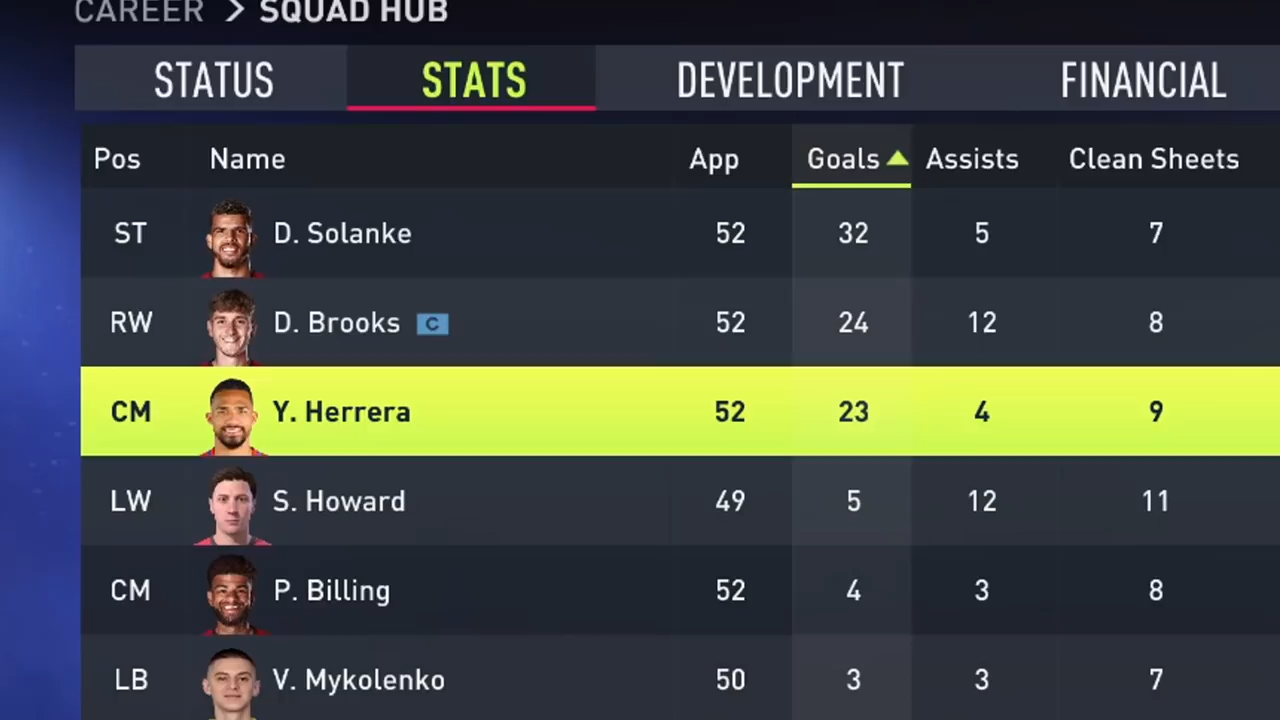 CAREER > SQUAD HUB
STATUS STATS DEVELOPMENT FINANCIAL
Pos Name App Goals Assists Clean Sheets
ST D. Solanke 52 32 5 7
RW D. Brooks C 52 24 12 8
CM Y. Herrera 52 23 4 9
LW S. Howard 49 5 12 11
CM P. Billing 52 4 3 8
LB V. Mykolenko 50 3 3 7